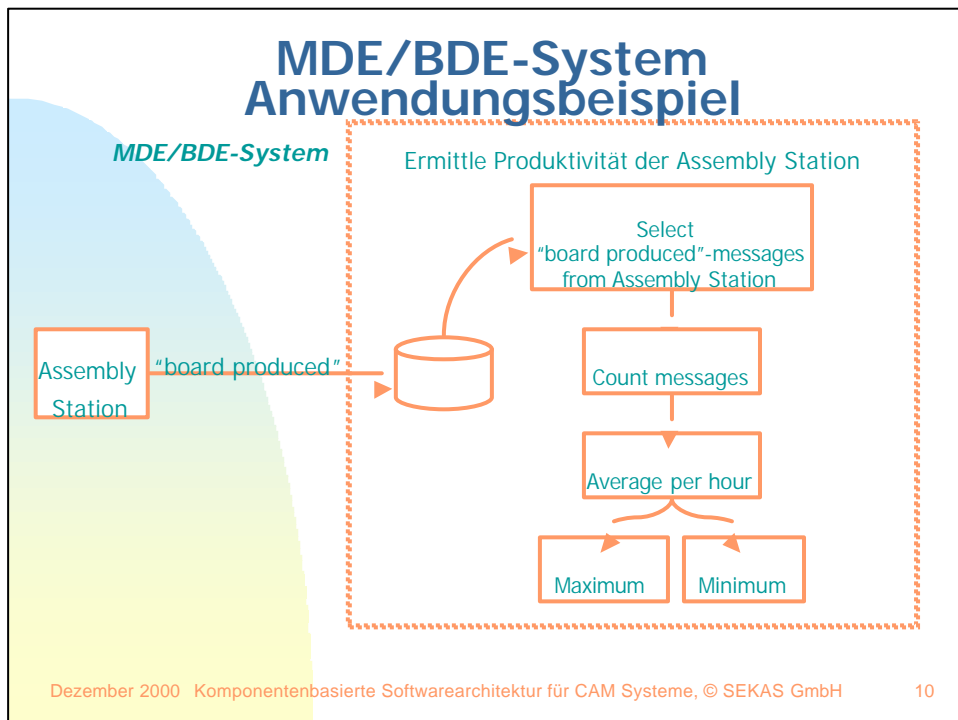 MDE/BDE-System
Anwendungsbeispiel
MDE/BDE-System
Ermittle Produktivität der Assembly Station
Select
“board produced”-messages
from Assembly Station
Assembly
Station
“board produced”
Count messages
Average per hour
Maximum
Minimum
Dezember 2000 Komponentenbasierte Softwarearchitektur für CAM Systeme, © SEKAS GmbH 10